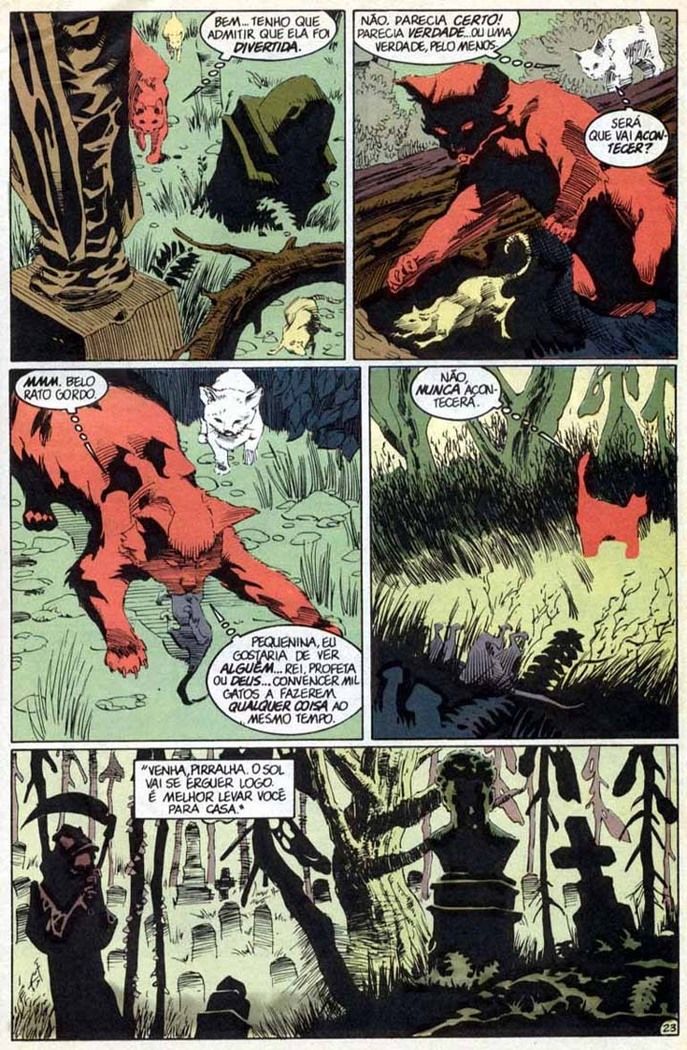 BEM... TENHO QUE
ADMITIR QUE ELA FOI
DIVERTIDA.
NÃO. PARECIA CERTO!
PARECIA VERDADE... OU UMA
VERDADE, PELO MENOS.
SERÁ
QUE VAI ACON-
TECER?
MMM. BELO
RATO GORDO.
PEQUENINA, EU
GOSTARIA DE VER
ALGUÉM... REI, PROFETA
OU DEUS... CONVENCER MIL
GATOS A FAZEREM
QUALQUER COISA AO
MESMO TEMPO.
NÃO,
NUNCA ACON-
TECERÁ.
"VENHA, PIRRALHA. O SOL
VAI SE ERGUER LOGO.
É MELHOR LEVAR VOCÊ
PARA CASA."
23